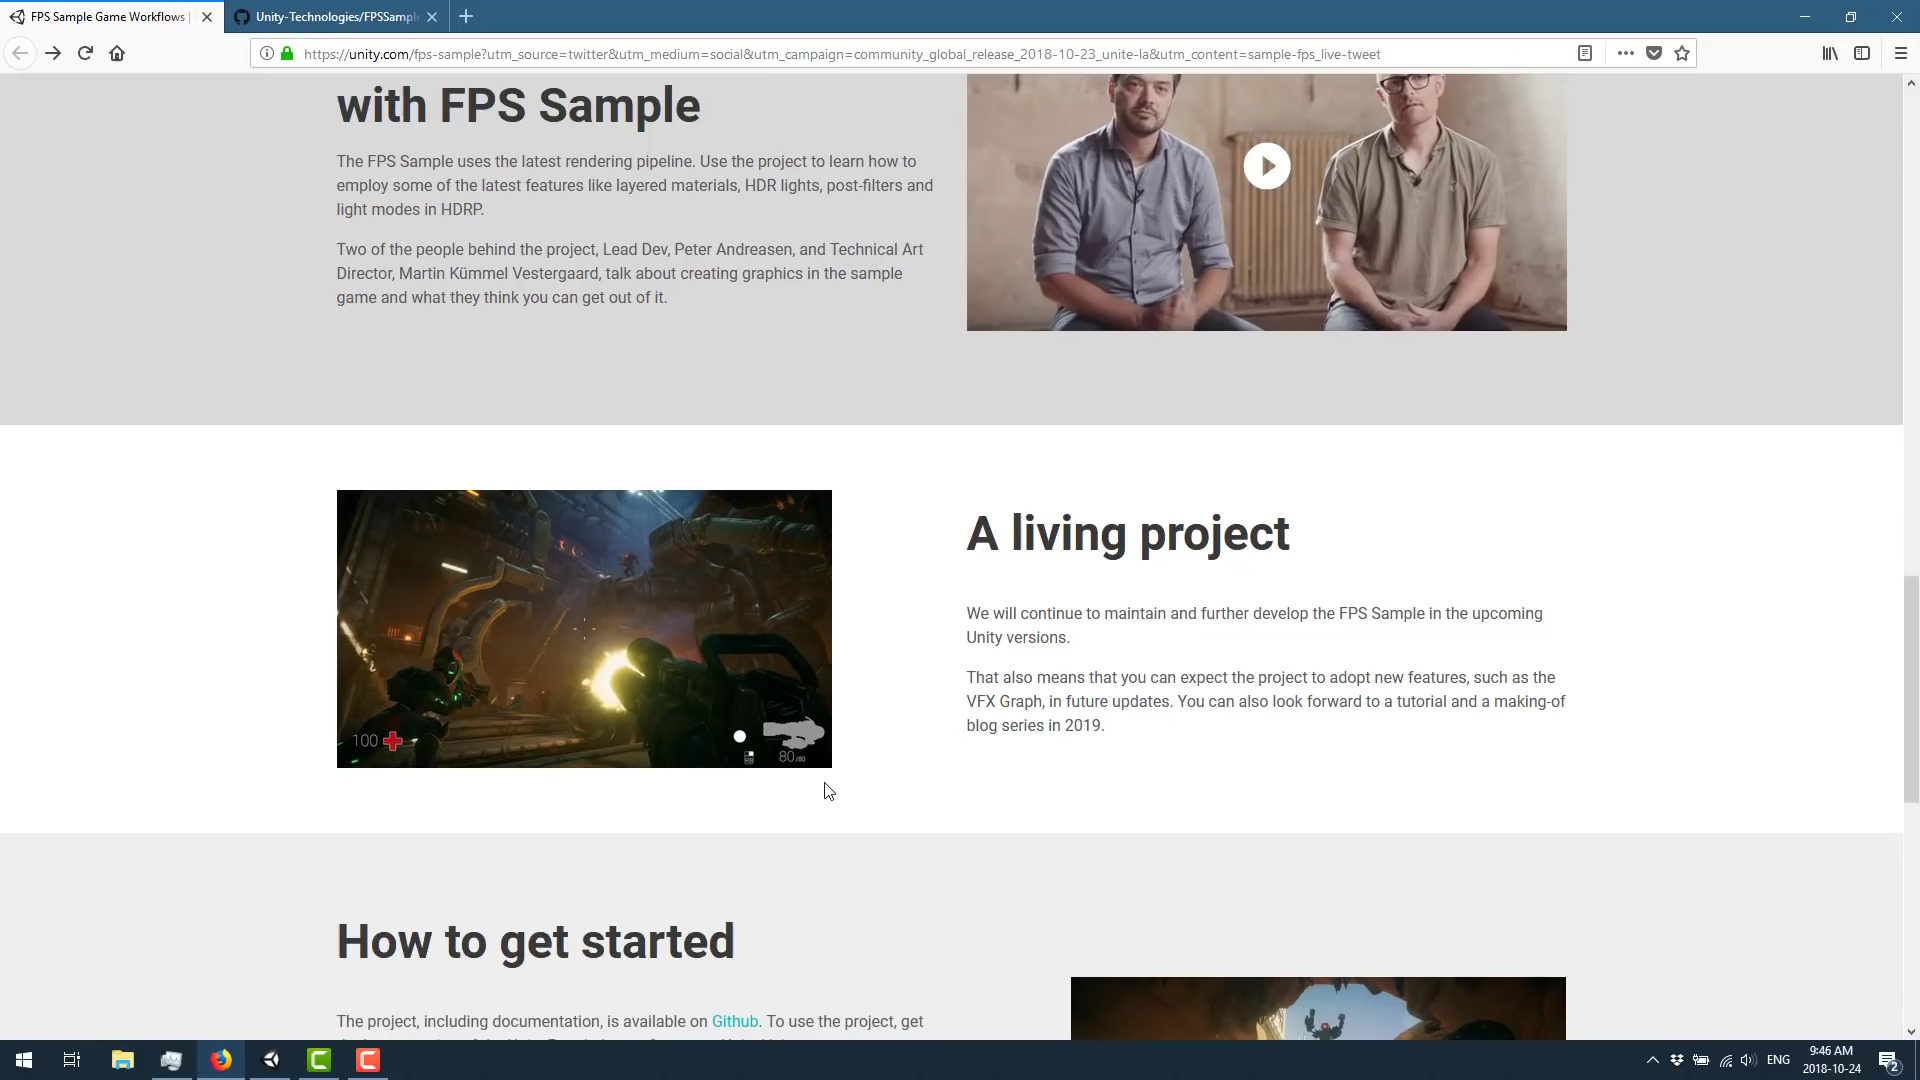 FPS Sample Game Workflows |
Unity-Technologies/FPSSample
https://unity.com/fps-sample?utm_source=twitter&utm_medium=social&utm_campaign=community_global_release_2018-10-23_unite-la&utm_content=sample-fps_live-tweet
with FPS Sample
The FPS Sample uses the latest rendering pipeline. Use the project to learn how to
employ some of the latest features like layered materials, HDR lights, post-filters and
light modes in HDRP.
Two of the people behind the project, Lead Dev, Peter Andreasen, and Technical Art
Director, Martin Kümmel Vestergaard, talk about creating graphics in the sample
game and what they think you can get out of it.
100
80/80
RB
A living project
We will continue to maintain and further develop the FPS Sample in the upcoming
Unity versions.
That also means that you can expect the project to adopt new features, such as the
VFX Graph, in future updates. You can also look forward to a tutorial and a making-of
blog series in 2019.
How to get started
The project, including documentation, is available on Github. To use the project, get
ENG
9:46 AM
2018-10-24
2